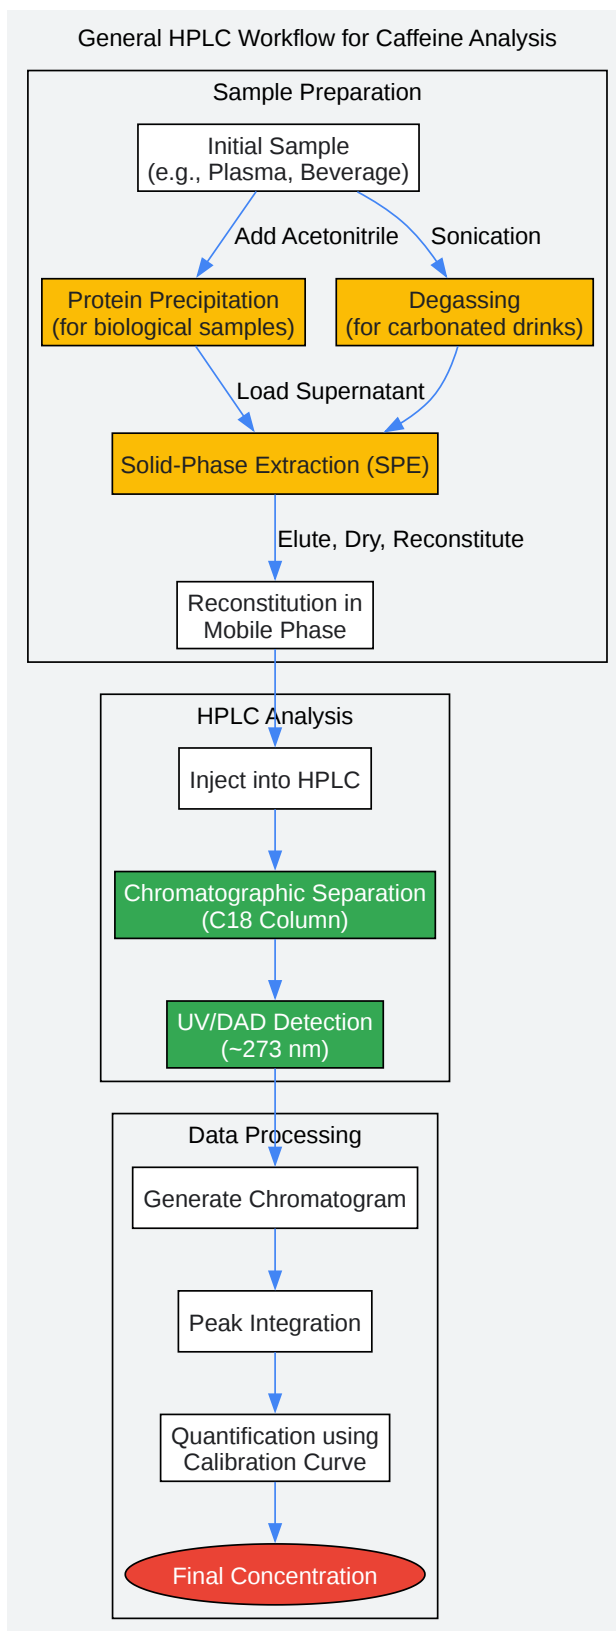 General HPLC Workflow for Caffeine Analysis
Sample Preparation
Initial Sample
(e.g., Plasma, Beverage)
Add Acetonitrile
Sonication
Protein Precipitation
(for biological samples)
Degassing
(for carbonated drinks)
Load Supernatant
Solid-Phase Extraction (SPE)
Elute, Dry, Reconstitute
Reconstitution in
Mobile Phase
HPLC Analysis
Inject into HPLC
Chromatographic Separation
(C18 Column)
UV/DAD Detection
(~273 nm)
Data Processing
Generate Chromatogram
Peak Integration
Quantification using
Calibration Curve
Final Concentration